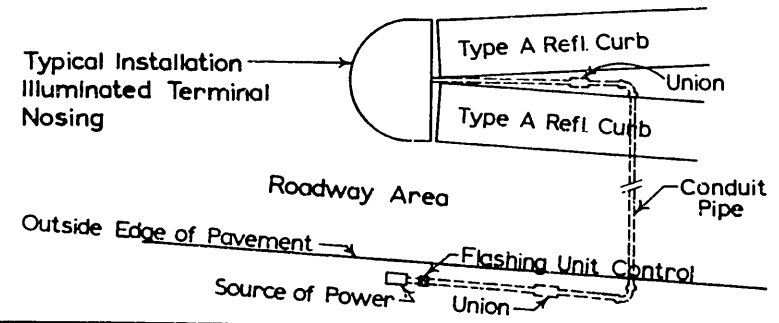 Type A Refl. Curb
Typical Installation
Illuminated Terminal
Nosing
Union
Type A Refl. Curb
Roadway Area
Conduit
Pipe
Outside Edge of Pavement
Flashing Unit Control
Source of Power
Union